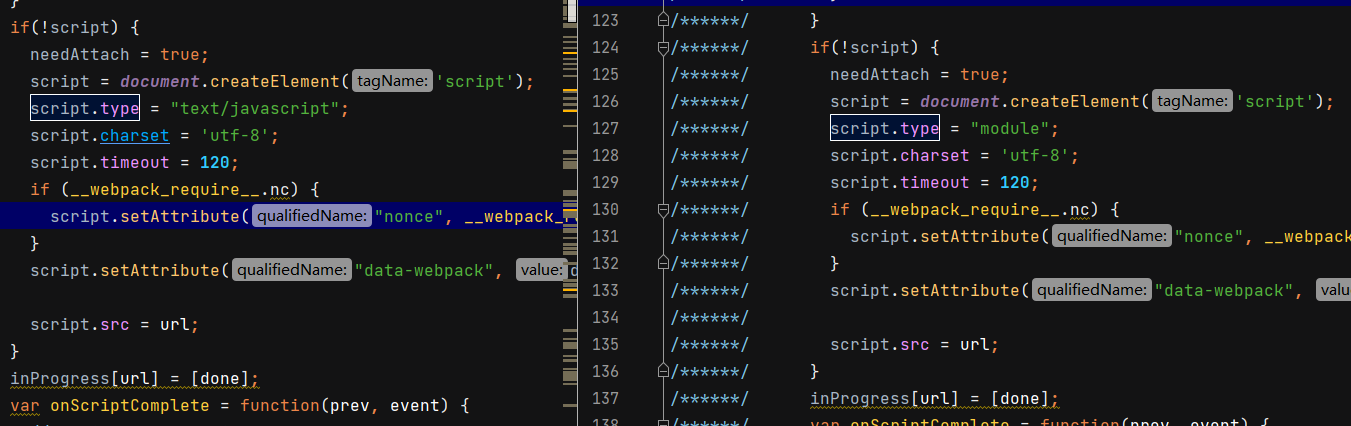 }
if(!script) {
needAttach = true;
script = document.createElement( tagName: 'script');
script.type = "text/javascript";
script.charset = 'utf-8';
script.timeout = 120;
if (__webpack_require__.nc) {
script.setAttribute( qualifiedName: "nonce", __webpack_
}
script.setAttribute( qualifiedName: "data-webpack", value:
script.src = url;
}
inProgress[url] = [done];
var onScriptComplete = function(prev, event) {
123 /******/ }
124 /******/ if(!script) {
125 /******/ needAttach = true;
126 /******/ script = document.createElement( tagName: 'script');
127 /******/ script.type = "module";
128 /******/ script.charset = 'utf-8';
129 /******/ script.timeout = 120;
130 /******/ if (__webpack_require__.nc) {
131 /******/ script.setAttribute( qualifiedName: "nonce", __webpack
132 /******/ }
133 /******/ script.setAttribute( qualifiedName: "data-webpack", valu
134 /******/
135 /******/ script.src = url;
136 /******/ }
137 /******/ inProgress[url] = [done];
138 /******/ var onScriptComplete = function(prev, event) {